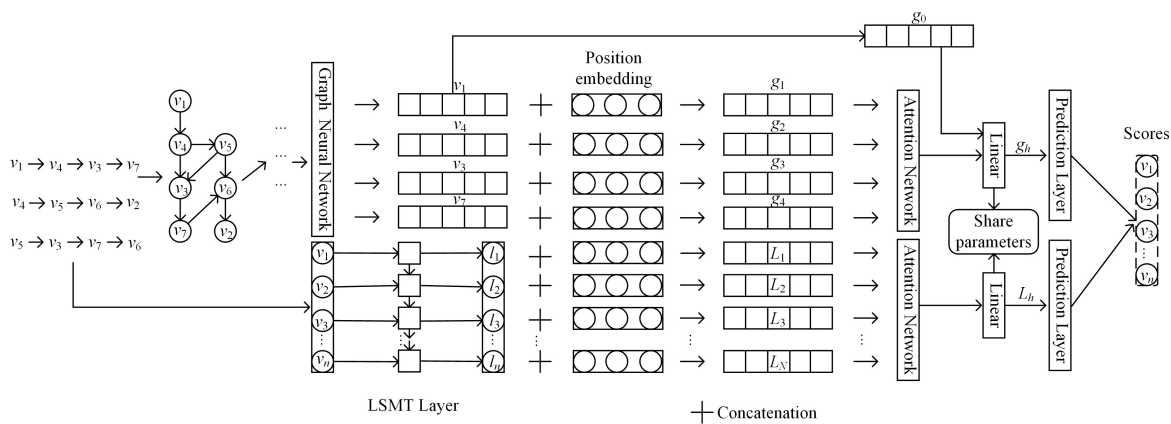 g0
Position
embedding
v1 g1
v4 g2
v3 g3
v7 g4
v1 → v4 → v3 → v7
v4 → v5 → v6 → v2
v5 → v3 → v7 → v6
v1
v4 v5
v3 v6
v7 v2
... 
...
...
Graph Neural Network
Attention Network
Linear
gh
Prediction Layer
Share
parameters
Scores
v1
v2
v3
...
vn
v1 l1 L1
v2 l2 L2
v3 l3 L3
... ... ... ... ... ...
vn ln LN
Attention Network
Linear
Lh
Prediction Layer
LSMT Layer
+ Concatenation